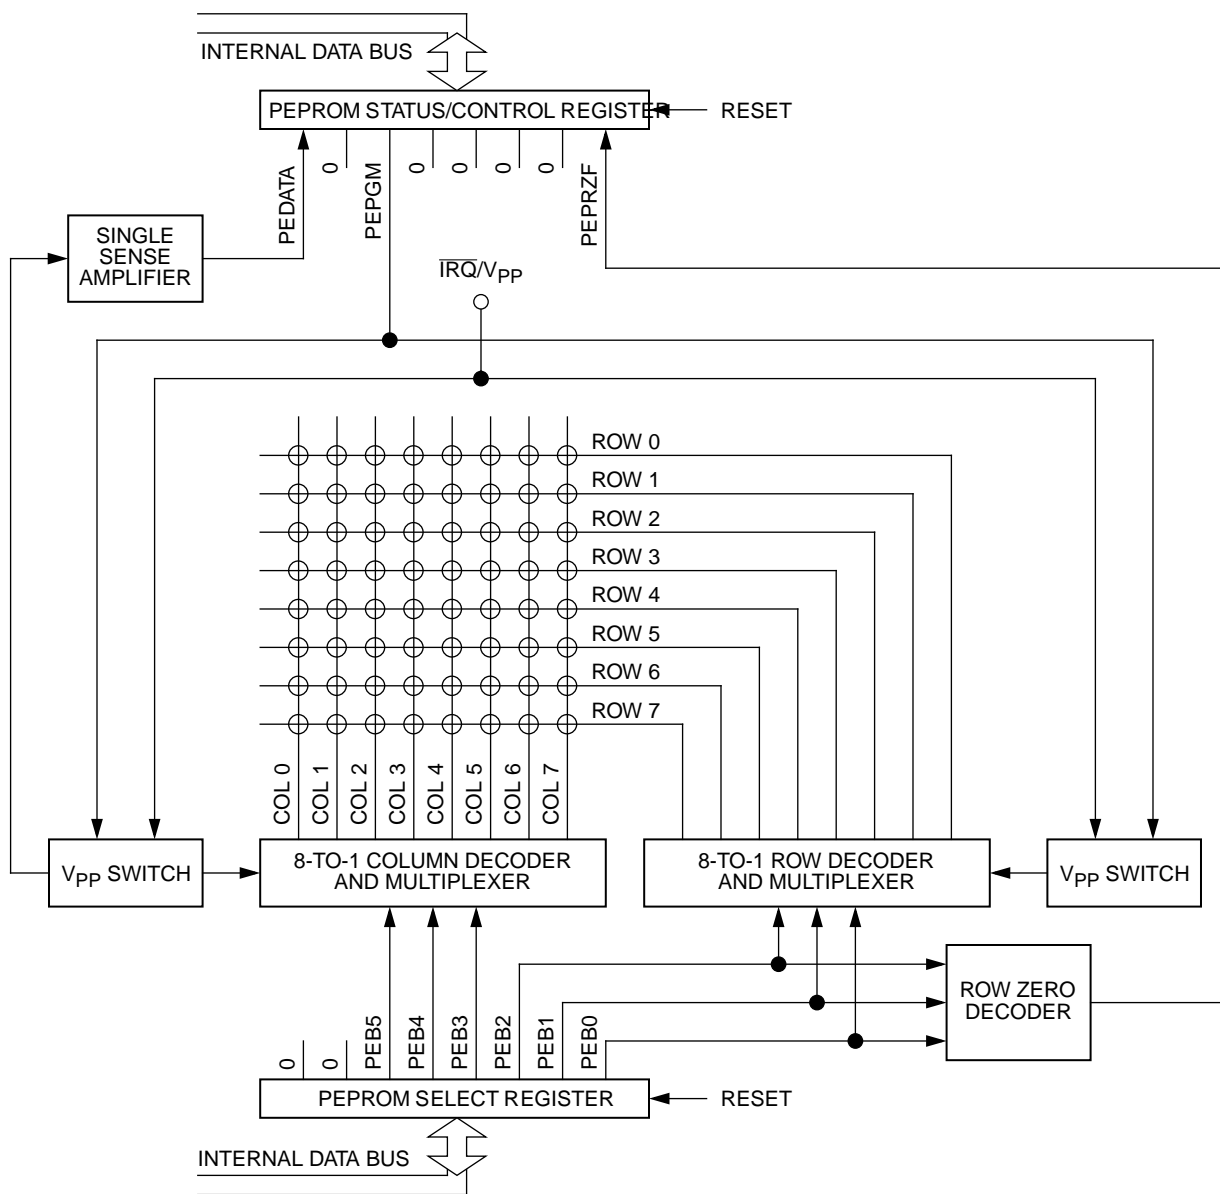 INTERNAL DATA BUS
PEPROM STATUS/CONTROL REGISTER
RESET
PEDATA
0
PEPGM
0
0
0
0
PEPRZF
SINGLE
SENSE
AMPLIFIER
IRQ/VPP
ROW 0
ROW 1
ROW 2
ROW 3
ROW 4
ROW 5
ROW 6
ROW 7
COL 0
COL 1
COL 2
COL 3
COL 4
COL 5
COL 6
COL 7
VPP SWITCH
8-TO-1 COLUMN DECODER
AND MULTIPLEXER
8-TO-1 ROW DECODER
AND MULTIPLEXER
VPP SWITCH
ROW ZERO
DECODER
0
0
PEB5
PEB4
PEB3
PEB2
PEB1
PEB0
PEPROM SELECT REGISTER
RESET
INTERNAL DATA BUS